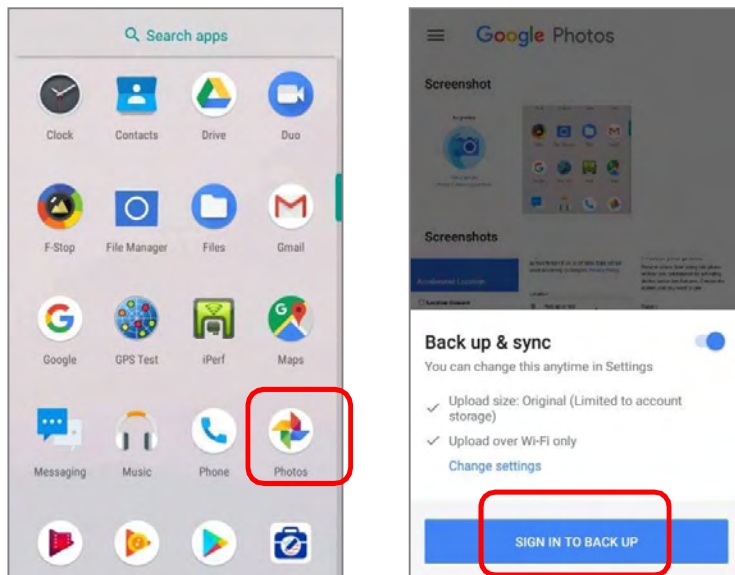 Search apps
Clock Contacts Drive Duo
F-Stop File Manager Files Gmail
Google GPS Test iPerf Maps
Messaging Music Phone Photos
Google Photos
Screenshot
Screenshots
Accelerated Location
Back up & sync
You can change this anytime in Settings
Upload size: Original (Limited to account
storage)
Upload over Wi-Fi only
Change settings
SIGN IN TO BACK UP